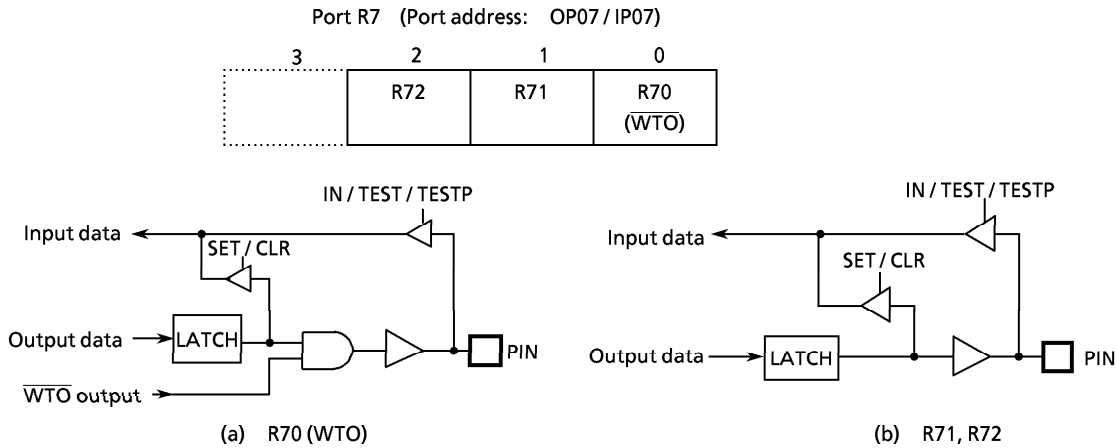 Port R7 (Port address: OP07 / IP07)
3 2 1 0
R72 R71 R70
(W̅T̅O̅)
IN / TEST / TESTP
Input data
SET / CLR
Output data
LATCH
PIN
W̅T̅O̅ output
(a) R70 (WTO)
IN / TEST / TESTP
Input data
SET / CLR
Output data
LATCH
PIN
(b) R71, R72